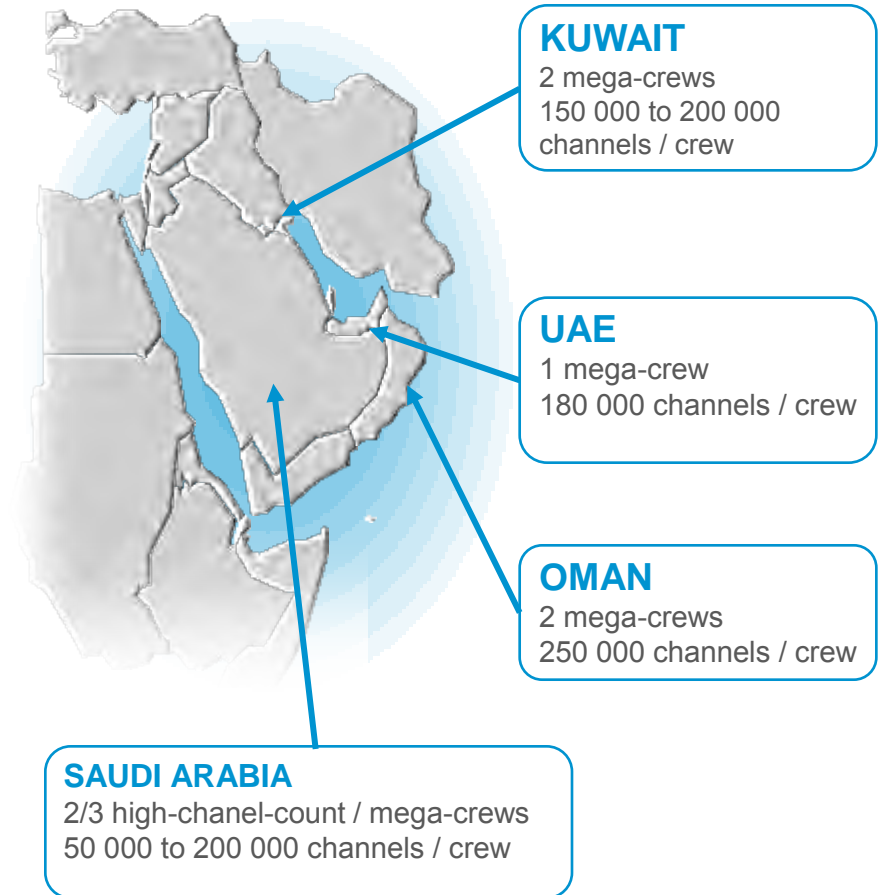 KUWAIT
2 mega-crews
150 000 to 200 000
channels / crew
UAE
1 mega-crew
180 000 channels / crew
OMAN
2 mega-crews
250 000 channels / crew
SAUDI ARABIA
2/3 high-chanel-count / mega-crews
50 000 to 200 000 channels / crew